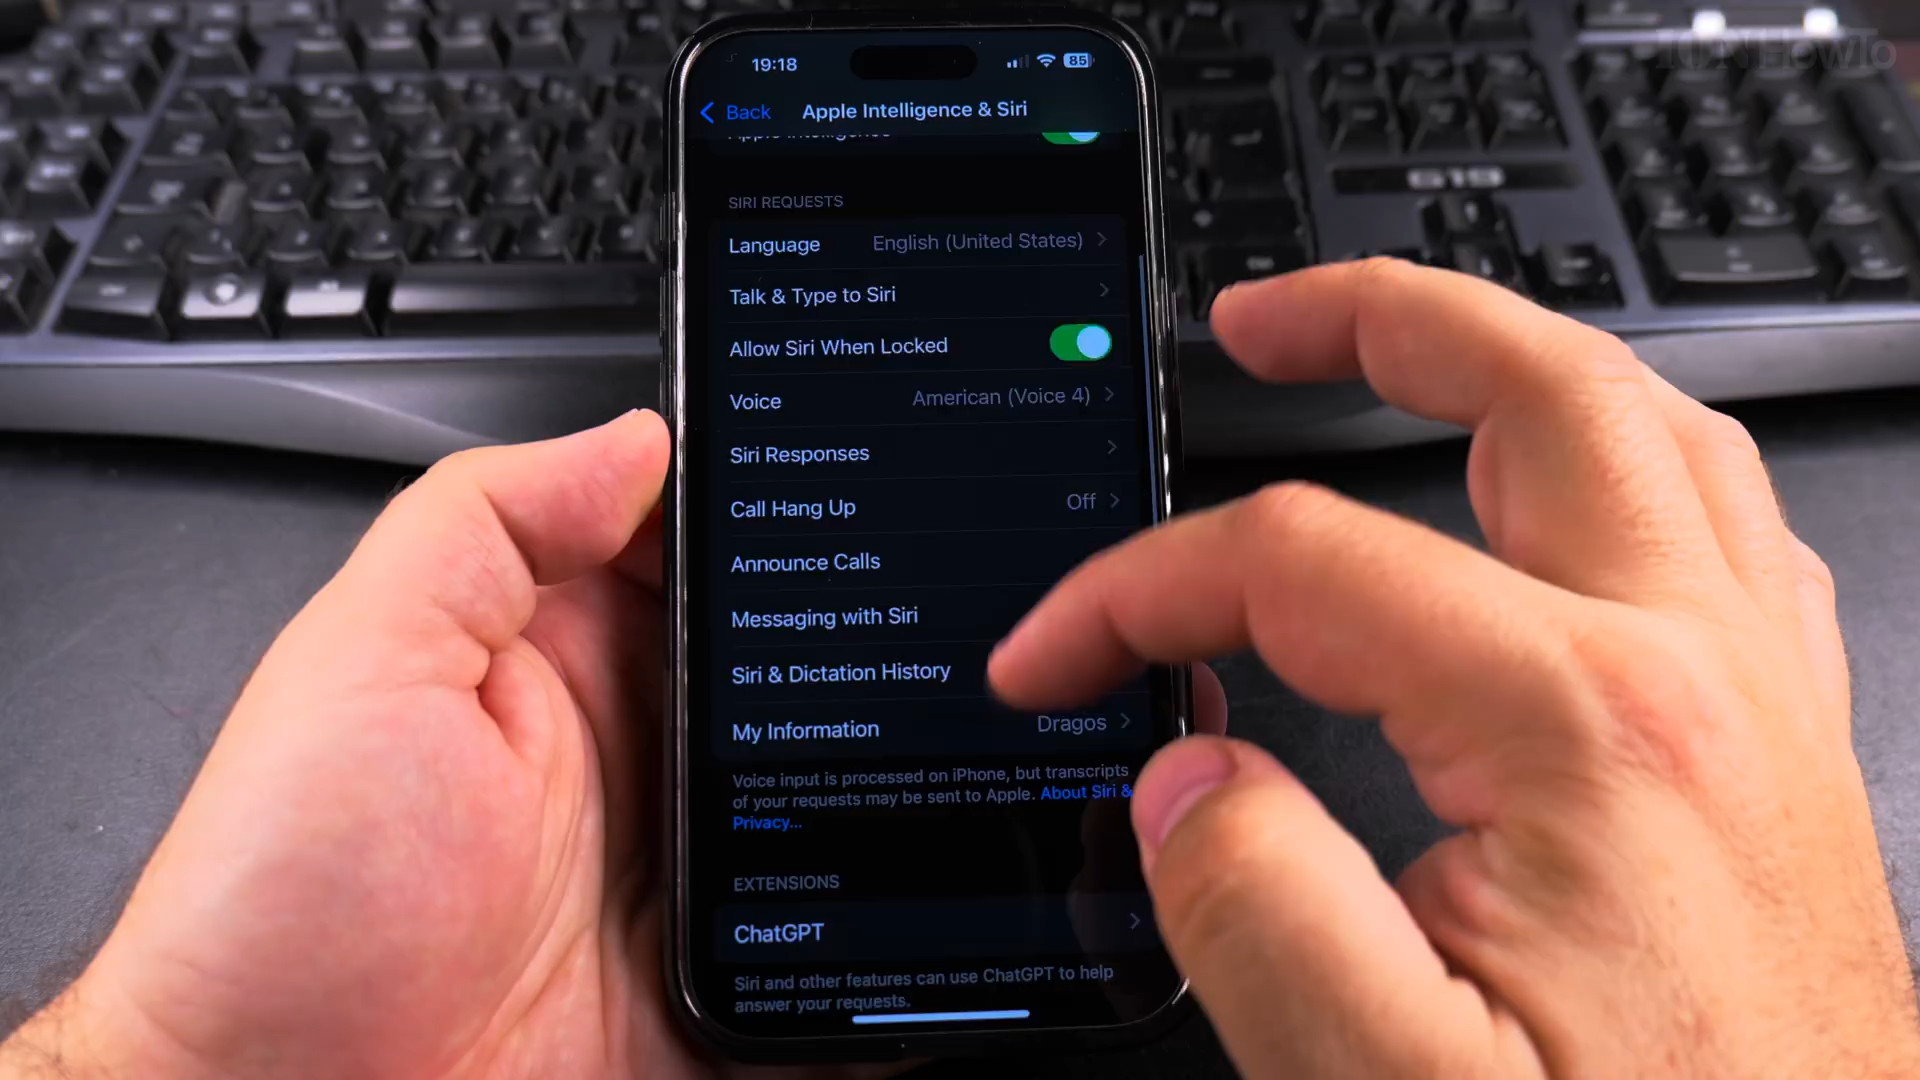 19:18
85
Back
Apple Intelligence & Siri
Apple Intelligence
SIRI REQUESTS
Language English (United States)
Talk & Type to Siri
Allow Siri When Locked
Voice American (Voice 4)
Siri Responses
Call Hang Up Off
Announce Calls
Messaging with Siri
Siri & Dictation History
My Information Dragos
Voice input is processed on iPhone, but transcripts
of your requests may be sent to Apple. About Siri &
Privacy...
EXTENSIONS
ChatGPT
Siri and other features can use ChatGPT to help
answer your requests.